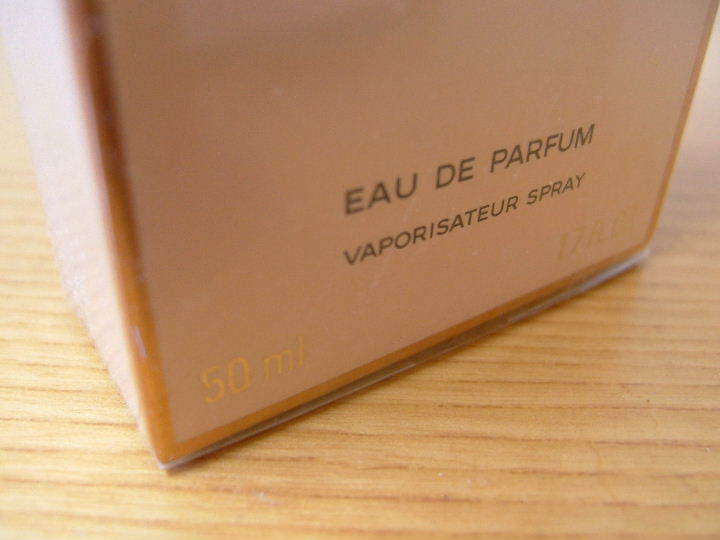 EAU DE PARFUM
VAPORISATEUR SPRAY
50 ml